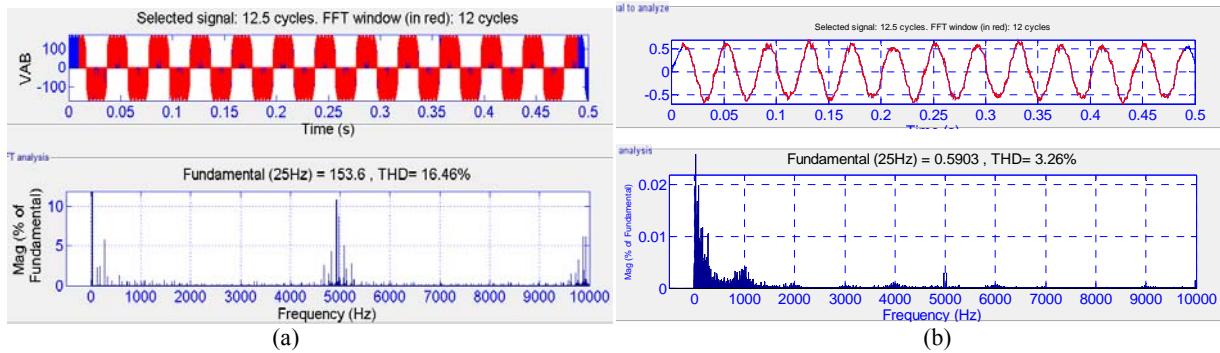 Selected signal: 12.5 cycles. FFT window (in red): 12 cycles
VAB
100
0
-100
0 0.05 0.1 0.15 0.2 0.25 0.3 0.35 0.4 0.45 0.5
Time (s)
FT analysis
Fundamental (25Hz) = 153.6 , THD= 16.46%
Mag (% of Fundamental)
10
5
0
0 1000 2000 3000 4000 5000 6000 7000 8000 9000 10000
Frequency (Hz)
(a)
al to analyze
Selected signal: 12.5 cycles. FFT window (in red): 12 cycles
0.5
0
-0.5
0 0.05 0.1 0.15 0.2 0.25 0.3 0.35 0.4 0.45 0.5
Time (s)
analysis
Fundamental (25Hz) = 0.5903 , THD= 3.26%
Mag (% of Fundamental)
0.02
0.01
0
0 1000 2000 3000 4000 5000 6000 7000 8000 9000 10000
Frequency (Hz)
(b)